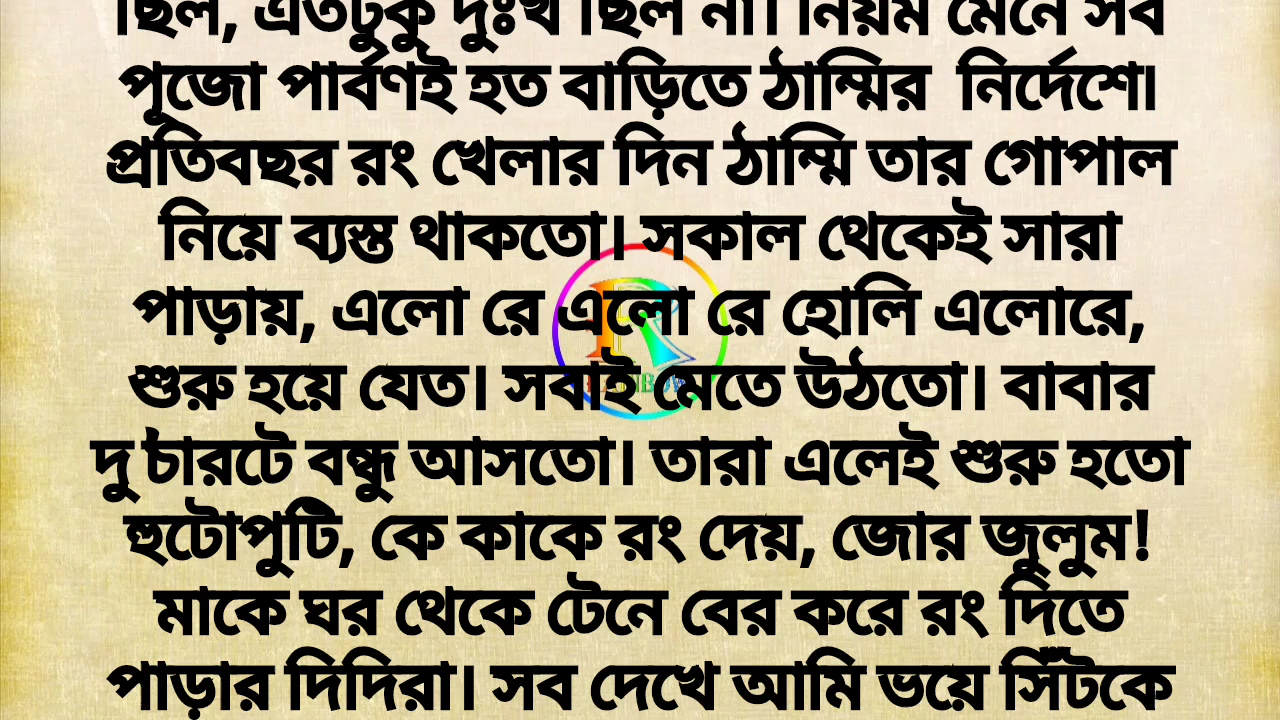 ছিল, এতটুকু দুঃখ ছিল না। নিয়ম মেনে সব
পুজো পার্বণই হত বাড়িতে ঠাম্মির নির্দেশে।
প্রতিবছর রং খেলার দিন ঠাম্মি তার গোপাল
নিয়ে ব্যস্ত থাকতো। সকাল থেকেই সারা
পাড়ায়, এলো রে এলো রে হোলি এলোরে,
শুরু হয়ে যেত। সবাই মেতে উঠতো। বাবার
দু'চারটে বন্ধু আসতো। তারা এলেই শুরু হতো
হুটোপুটি, কে কাকে রং দেয়, জোর জুলুম!
মাকে ঘর থেকে টেনে বের করে রং দিতে
পাড়ার দিদিরা। সব দেখে আমি ভয়ে সিঁটকে